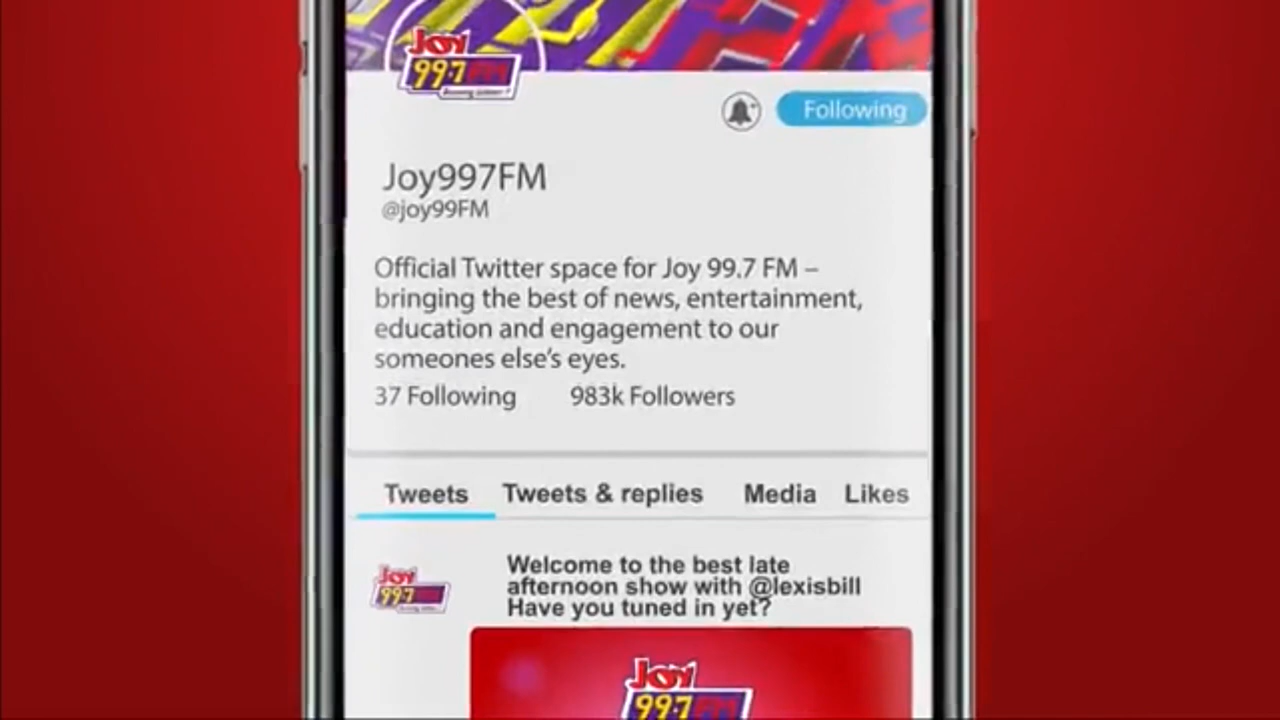 Joy
99.7 FM
Following
Joy997FM
@joy99FM
Official Twitter space for Joy 99.7 FM –
bringing the best of news, entertainment,
education and engagement to our
someones else's eyes.
37 Following 983k Followers
Tweets Tweets & replies Media Likes
Joy
99.7 FM
Welcome to the best late
afternoon show with @lexisbill
Have you tuned in yet?
Joy
99.7 FM